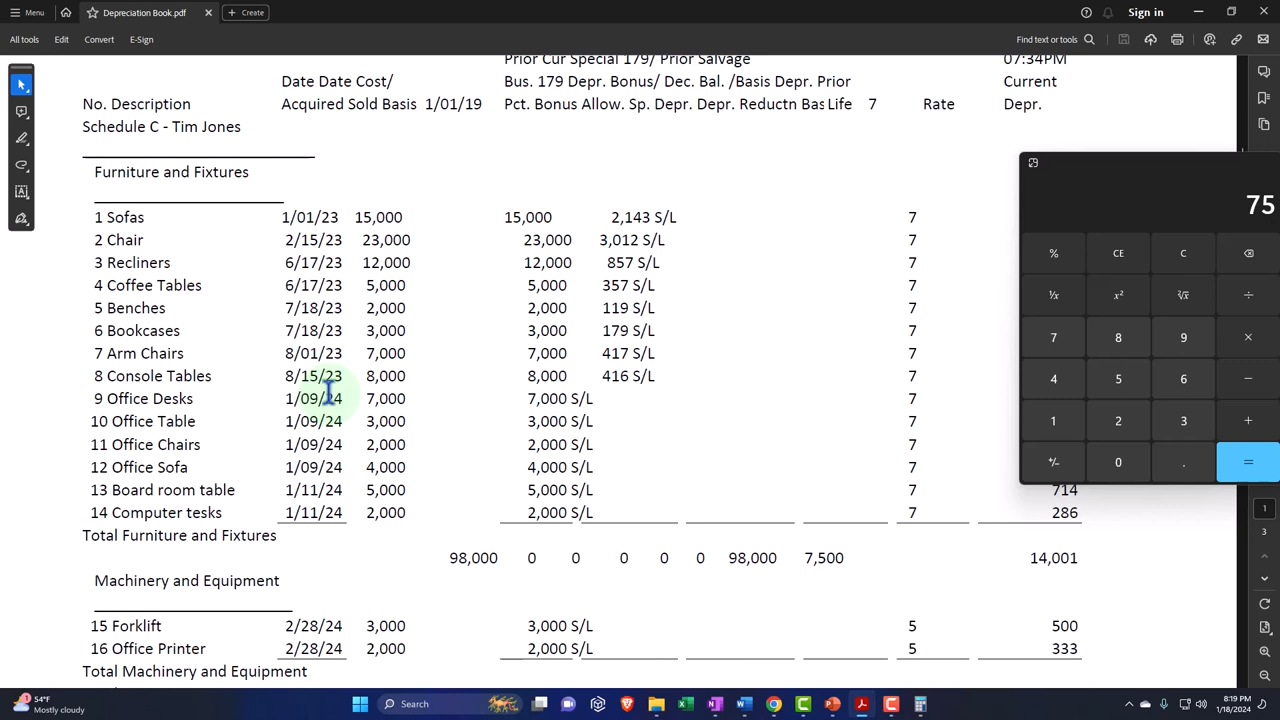 Menu Depreciation Book.pdf Create Sign in
All tools Edit Convert E-Sign Find text or tools
Prior Cur Special 179/ Prior Salvage 07:34PM
Date Date Cost/ Bus. 179 Depr. Bonus/ Dec. Bal. /Basis Depr. Prior Current
No. Description Acquired Sold Basis 1/01/19 Pct. Bonus Allow. Sp. Depr. Depr. Reductn Bas Life 7 Rate Depr.
Schedule C - Tim Jones
Furniture and Fixtures
1 Sofas 1/01/23 15,000 15,000 2,143 S/L 7
2 Chair 2/15/23 23,000 23,000 3,012 S/L 7
3 Recliners 6/17/23 12,000 12,000 857 S/L 7
4 Coffee Tables 6/17/23 5,000 5,000 357 S/L 7
5 Benches 7/18/23 2,000 2,000 119 S/L 7
6 Bookcases 7/18/23 3,000 3,000 179 S/L 7
7 Arm Chairs 8/01/23 7,000 7,000 417 S/L 7
8 Console Tables 8/15/23 8,000 8,000 416 S/L 7
9 Office Desks 1/09/24 7,000 7,000 S/L 7
10 Office Table 1/09/24 3,000 3,000 S/L 7
11 Office Chairs 1/09/24 2,000 2,000 S/L 7
12 Office Sofa 1/09/24 4,000 4,000 S/L 7
13 Board room table 1/11/24 5,000 5,000 S/L 7 714
14 Computer tesks 1/11/24 2,000 2,000 S/L 7 286
Total Furniture and Fixtures
98,000 0 0 0 0 0 98,000 7,500 14,001
Machinery and Equipment
15 Forklift 2/28/24 3,000 3,000 S/L 5 500
16 Office Printer 2/28/24 2,000 2,000 S/L 5 333
Total Machinery and Equipment
75
% CE C
¹/x x² ²√x ÷
7 8 9 ×
4 5 6 −
1 2 3 +
+/− 0 . =
1
3
54°F
Mostly cloudy
Search
8:19 PM
1/18/2024